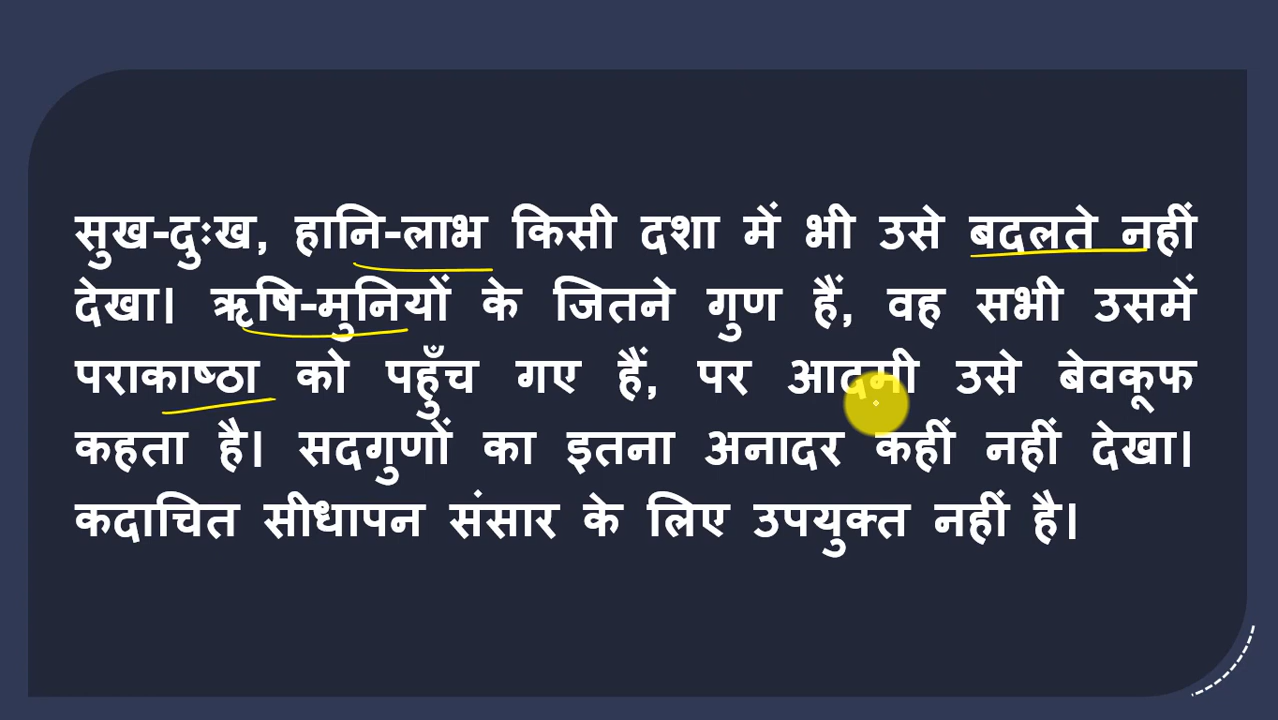 सुख-दुःख, हानि-लाभ किसी दशा में भी उसे बदलते नहीं
देखा। ऋषि-मुनियों के जितने गुण हैं, वह सभी उसमें
पराकाष्ठा को पहुँच गए हैं, पर आदमी उसे बेवकूफ
कहता है। सदगुणों का इतना अनादर कहीं नहीं देखा।
कदाचित सीधापन संसार के लिए उपयुक्त नहीं है।